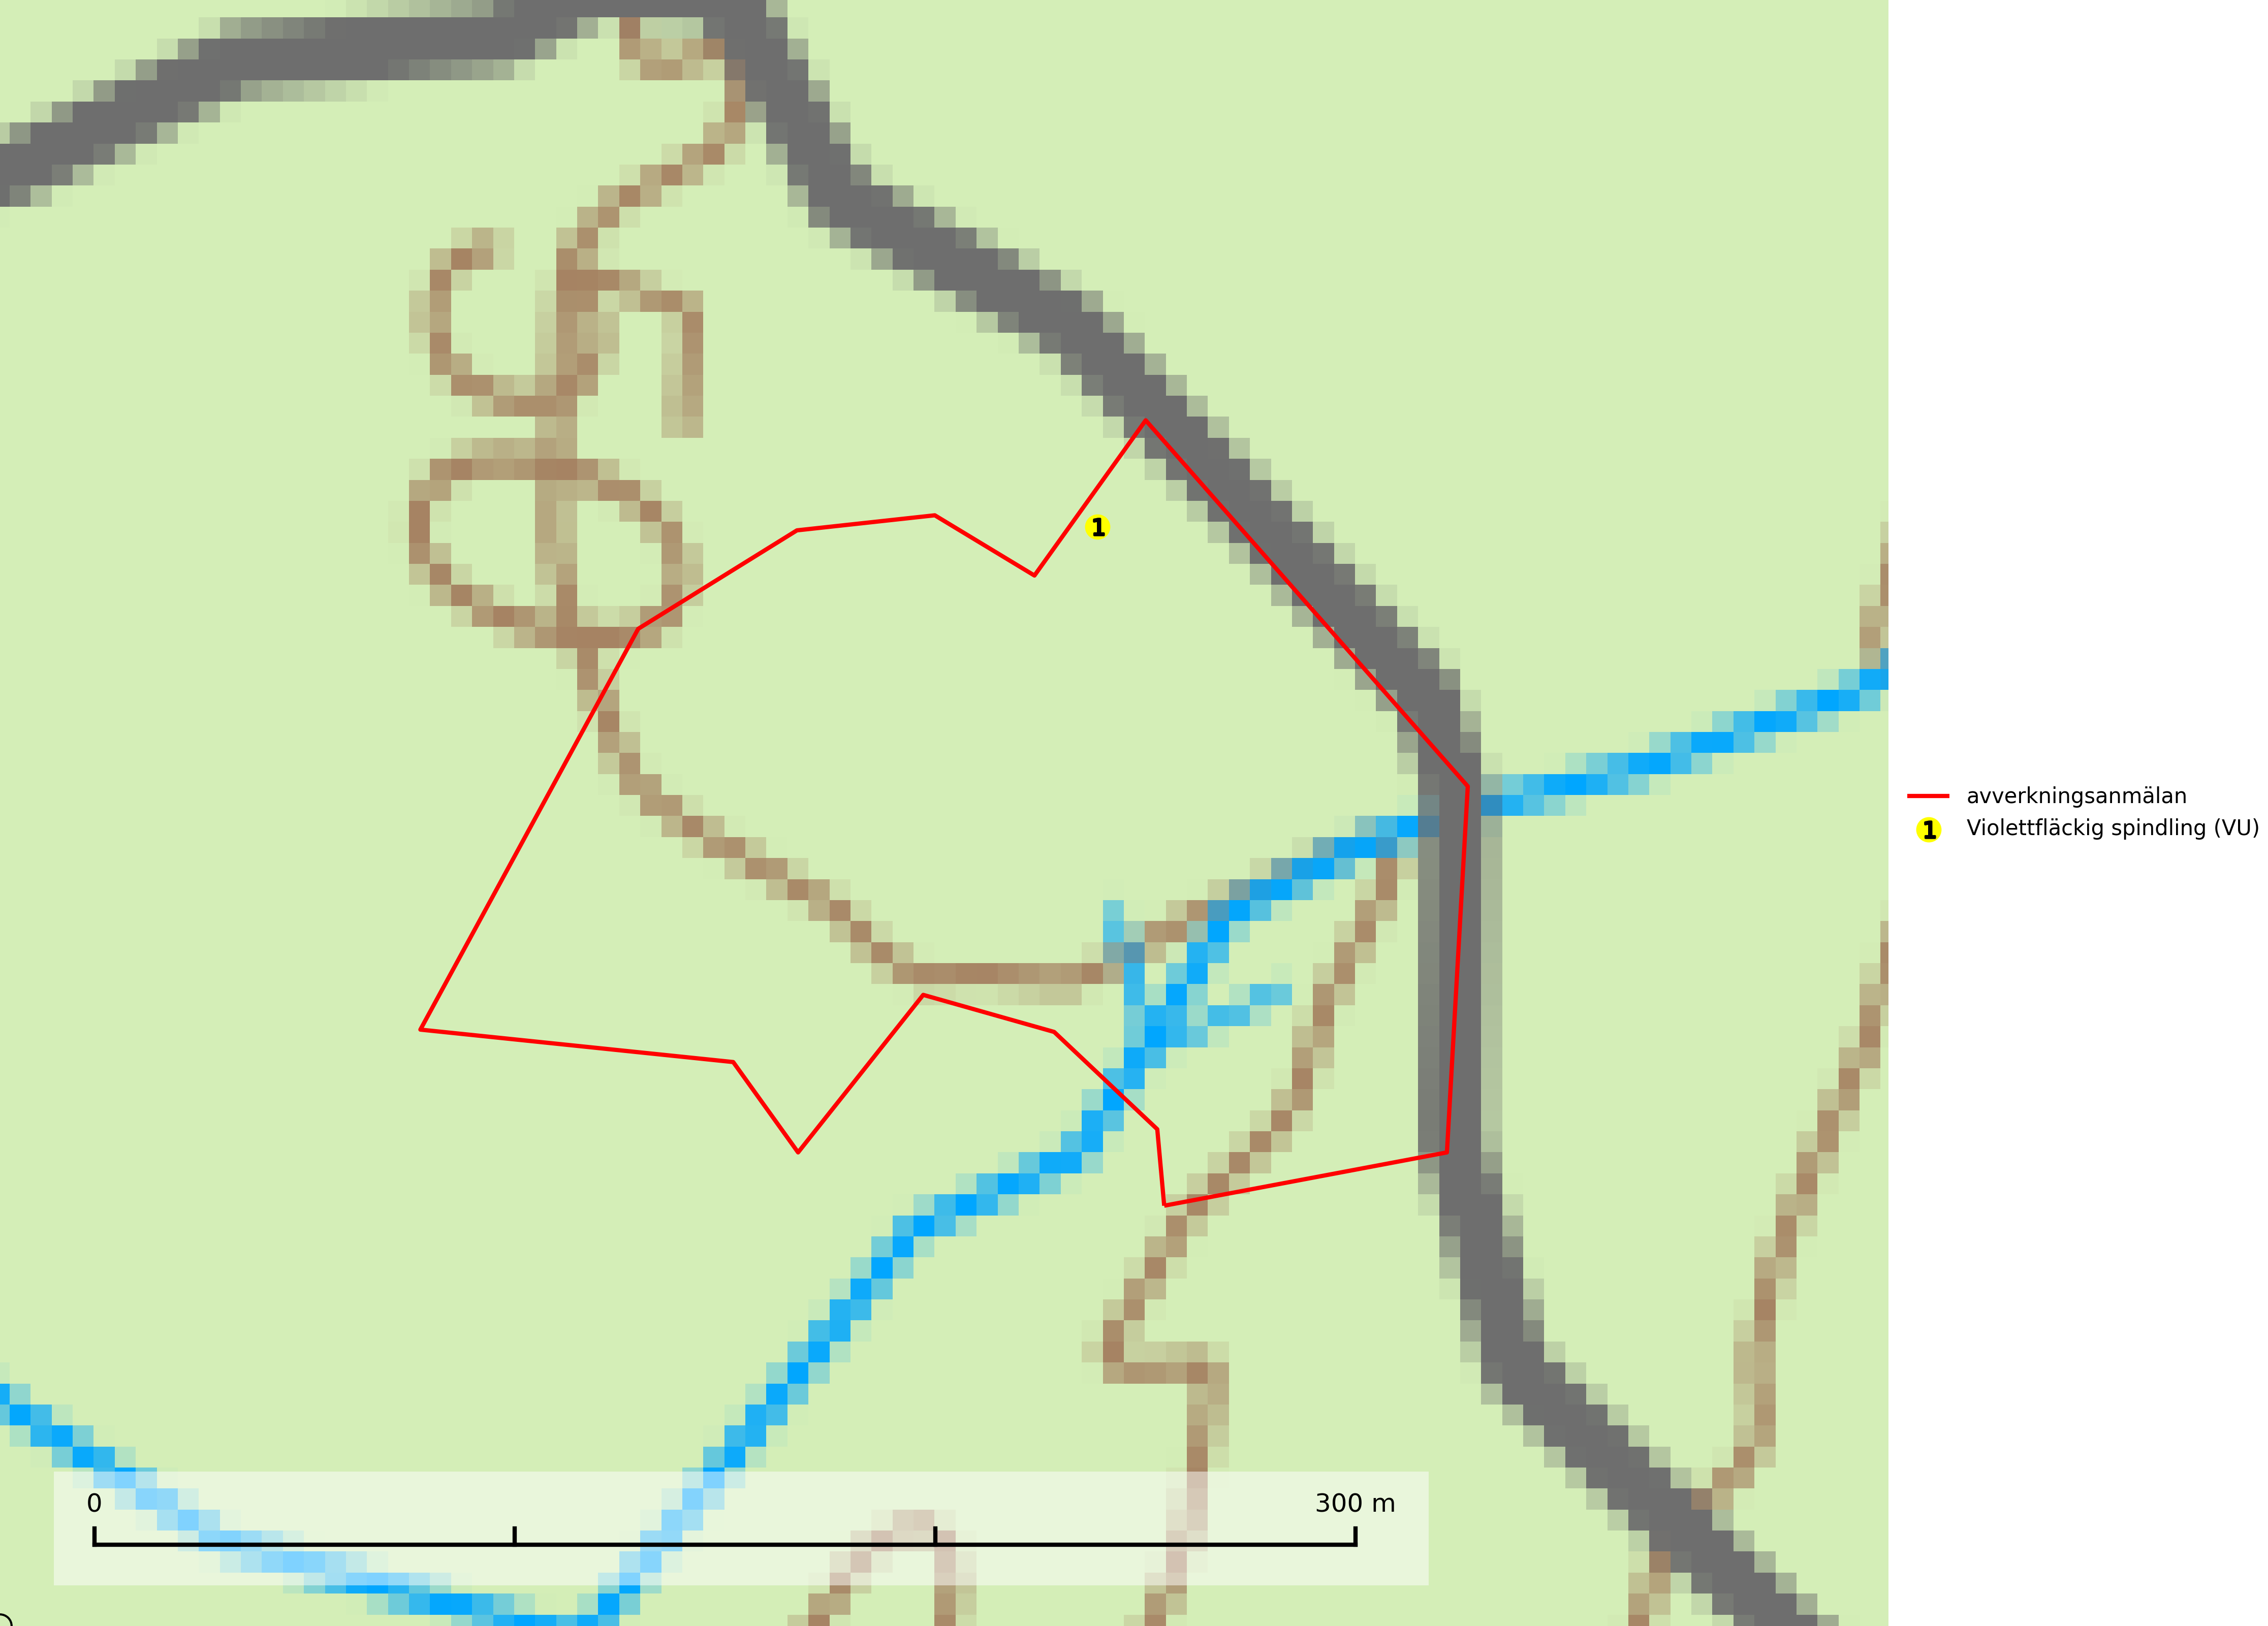 1
avverkningsanmälan
1 Violettfläckig spindling (VU)
0 300 m